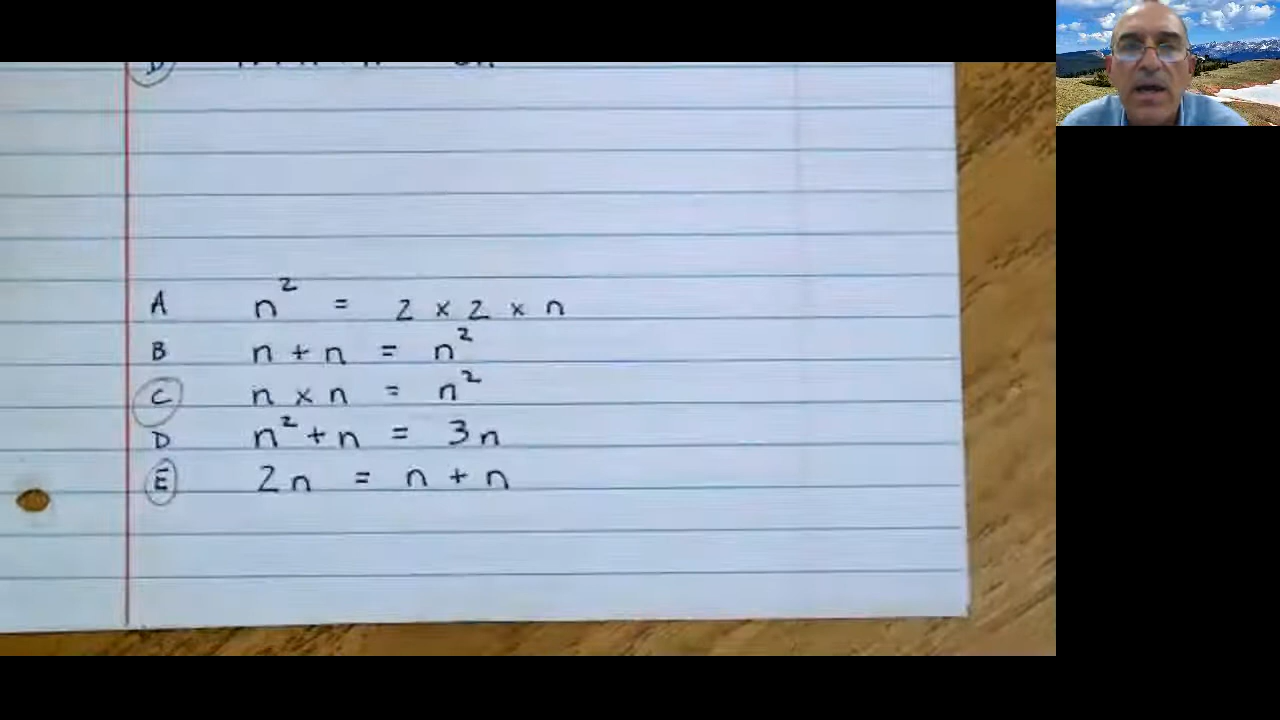 A n² = 2 × 2 × n
B n + n = n²
C n × n = n²
D n² + n = 3n
E 2n = n + n